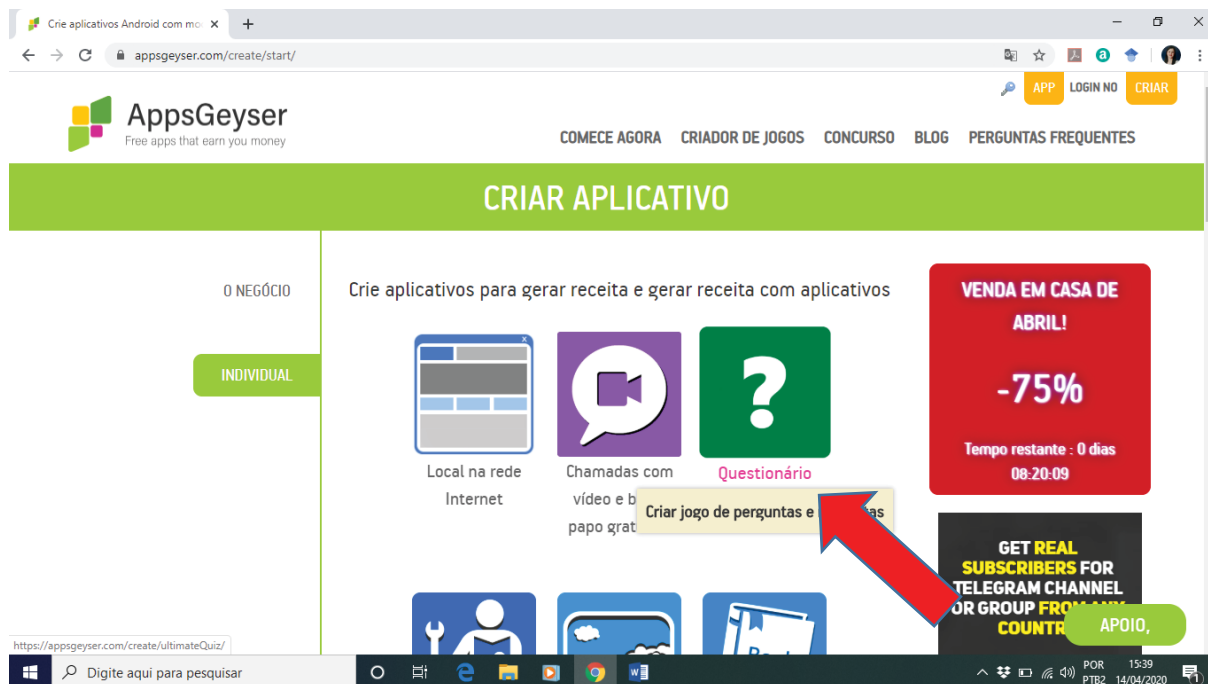 Crie aplicativos Android com mo
appsgeyser.com/create/start/
AppsGeyser
Free apps that earn you money
APP LOGIN NO CRIAR
COMECE AGORA CRIADOR DE JOGOS CONCURSO BLOG PERGUNTAS FREQUENTES
CRIAR APLICATIVO
O NEGÓCIO
INDIVIDUAL
Crie aplicativos para gerar receita e gerar receita com aplicativos
Local na rede
Internet
Chamadas com
vídeo e b
papo grat
Questionário
Criar jogo de perguntas e
VENDA EM CASA DE
ABRIL!
-75%
Tempo restante : 0 dias
08:20:09
GET REAL
SUBSCRIBERS FOR
TELEGRAM CHANNEL
OR GROUP FROM ANY
COUNTR
APOIO,
https://appsgeyser.com/create/ultimateQuiz/
Digite aqui para pesquisar
POR 15:39
PTB2 14/04/2020